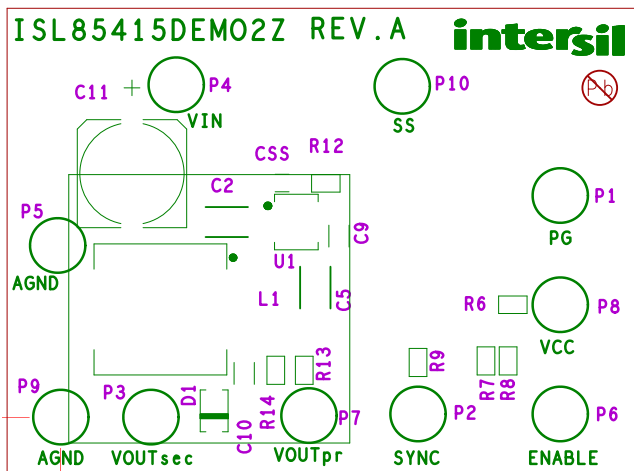 ISL85415DEMO2Z REV.A
intersil
C11
P4
VIN
P10
SS
Pb
CSS
R12
C2
P5
AGND
P1
PG
C9
U1
L1
C5
R6
P8
VCC
P9
AGND
P3
VOUTsec
D1
C10
R14
R13
P7
VOUTpr
R9
P2
SYNC
R7
R8
P6
ENABLE